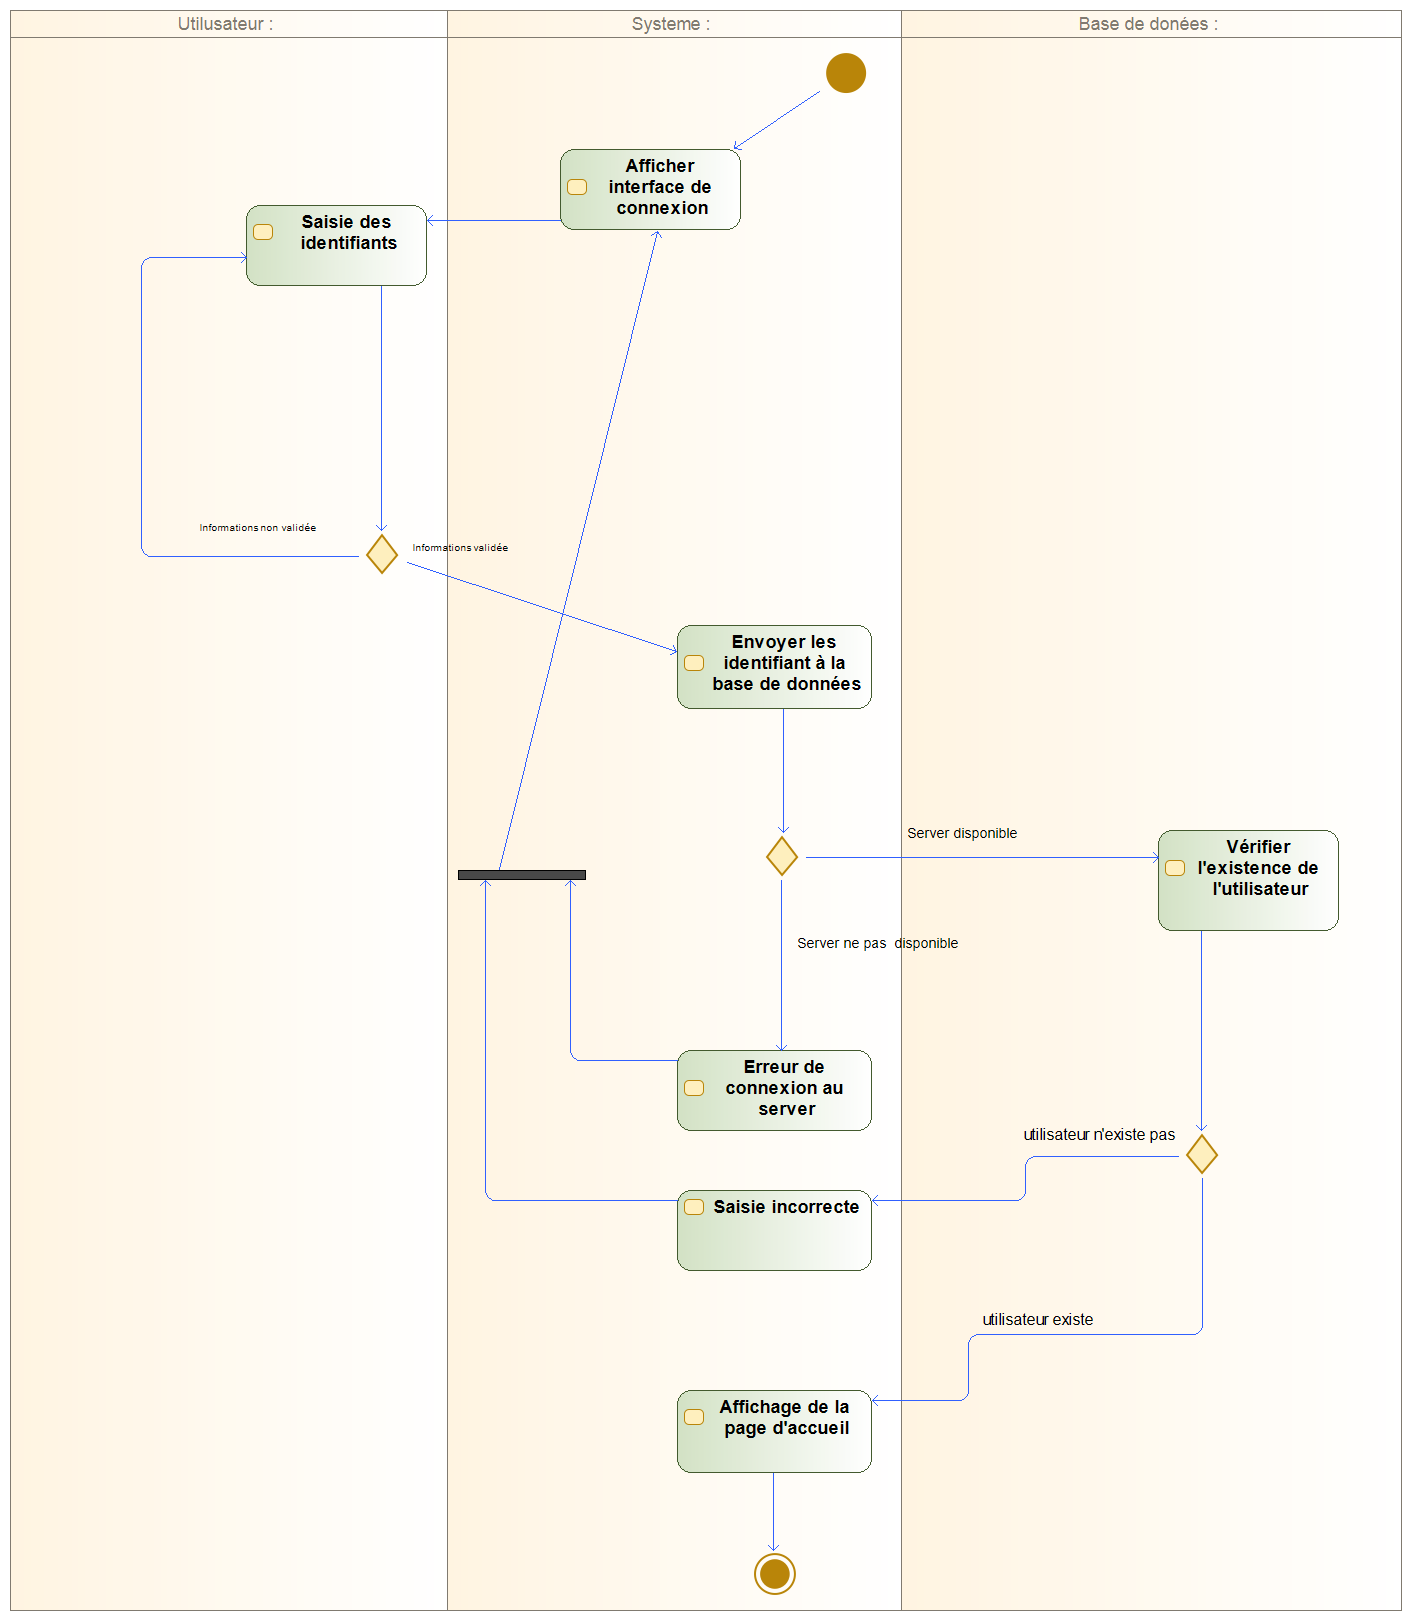 Utilusateur :
Systeme :
Base de donées :
Afficher
interface de
connexion
Saisie des
identifiants
Informations non validée
Informations validée
Envoyer les
identifiant à la
base de données
Server disponible
Vérifier
l'existence de
l'utilisateur
Server ne pas  disponible
Erreur de
connexion au
server
utilisateur n'existe pas
Saisie incorrecte
utilisateur existe
Affichage de la
page d'accueil